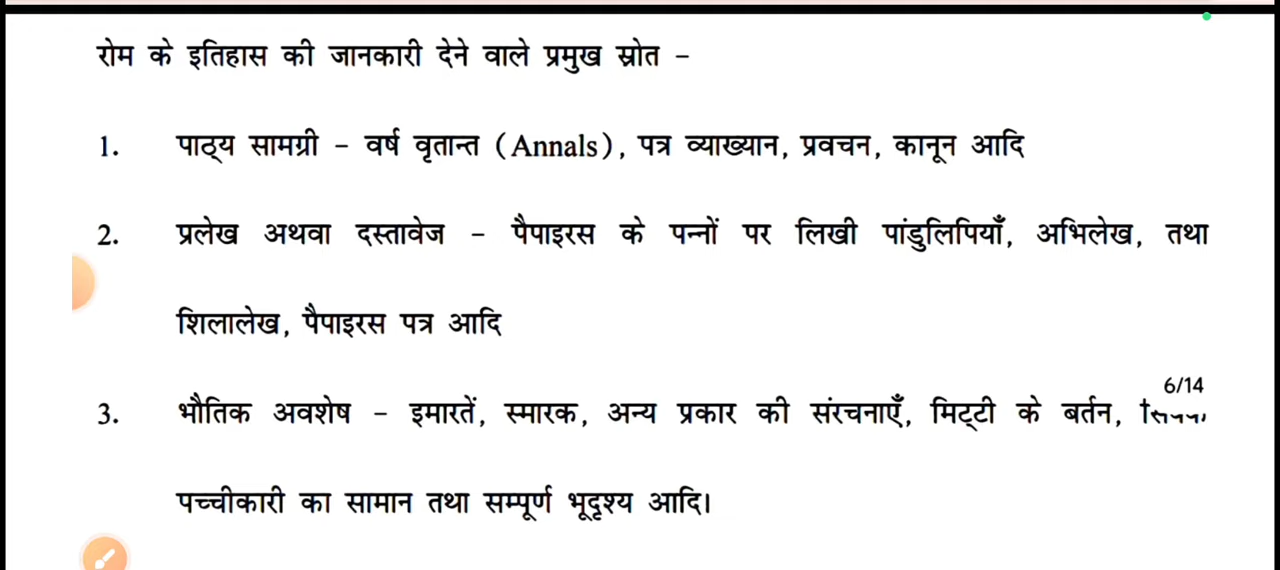 रोम के इतिहास की जानकारी देने वाले प्रमुख स्रोत –
1. पाठ्य सामग्री – वर्ष वृतान्त (Annals), पत्र व्याख्यान, प्रवचन, कानून आदि
2. प्रलेख अथवा दस्तावेज – पैपाइरस के पन्नों पर लिखी पांडुलिपियाँ, अभिलेख, तथा
शिलालेख, पैपाइरस पत्र आदि
6/14
3. भौतिक अवशेष – इमारतें, स्मारक, अन्य प्रकार की संरचनाएँ, मिट्टी के बर्तन,
पच्चीकारी का सामान तथा सम्पूर्ण भूदृश्य आदि।